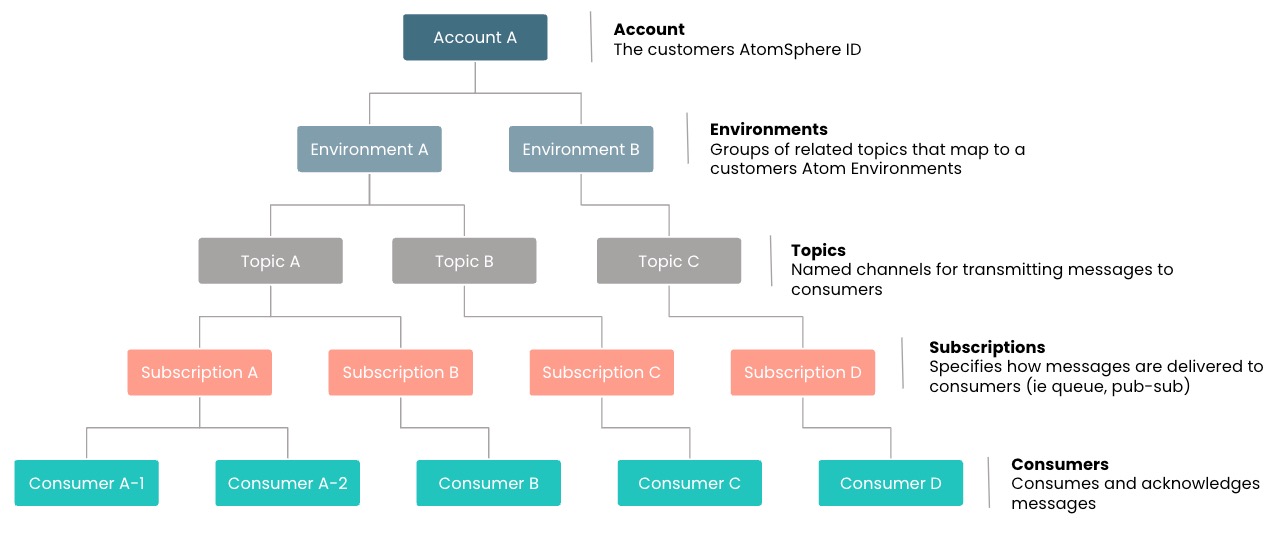 Account A
Account
The customers AtomSphere ID
Environment A
Environment B
Environments
Groups of related topics that map to a
customers Atom Environments
Topic A
Topic B
Topic C
Topics
Named channels for transmitting messages to
consumers
Subscription A
Subscription B
Subscription C
Subscription D
Subscriptions
Specifies how messages are delivered to
consumers (ie queue, pub-sub)
Consumer A-1
Consumer A-2
Consumer B
Consumer C
Consumer D
Consumers
Consumes and acknowledges
messages